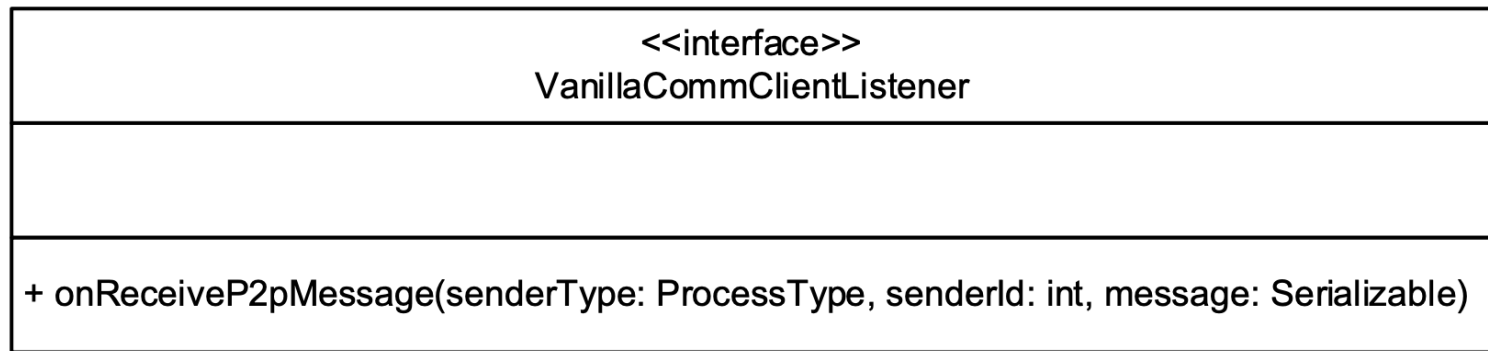 <<interface>>
VanillaCommClientListener
+ onReceiveP2pMessage(senderType: ProcessType, senderId: int, message: Serializable)